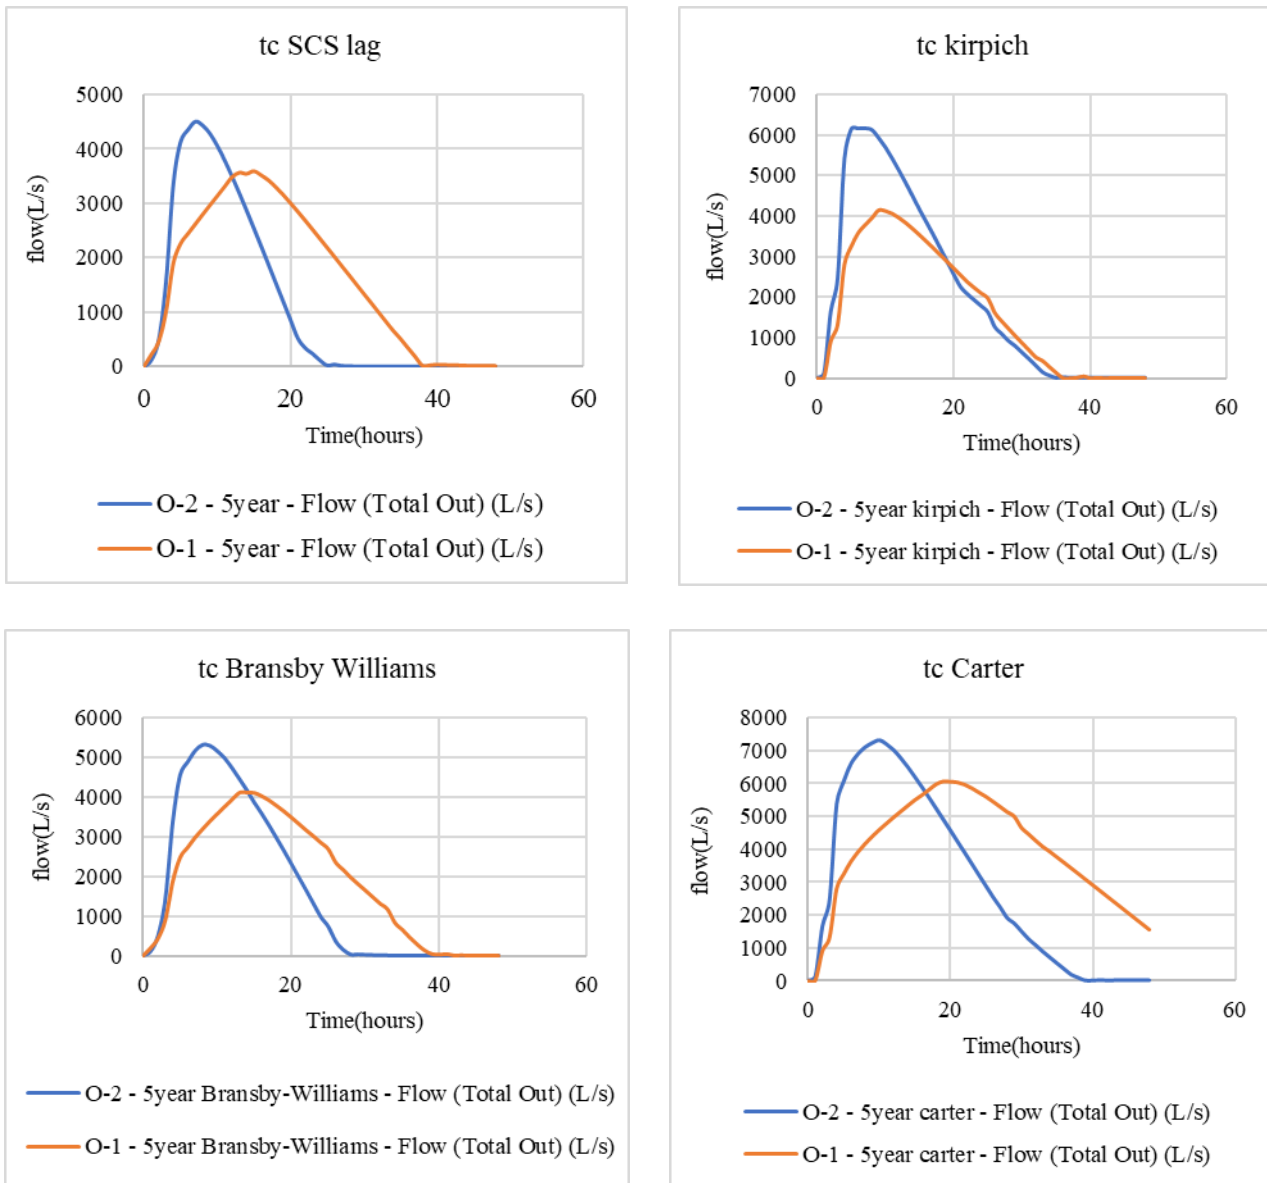 tc SCS lag
5000
4000
3000
2000
1000
0
flow(L/s)
0 20 40 60
Time(hours)
O-2 - 5year - Flow (Total Out) (L/s)
O-1 - 5year - Flow (Total Out) (L/s)
tc kirpich
7000
6000
5000
4000
3000
2000
1000
0
flow(L/s)
0 20 40 60
Time(hours)
O-2 - 5year kirpich - Flow (Total Out) (L/s)
O-1 - 5year kirpich - Flow (Total Out) (L/s)
tc Bransby Williams
6000
5000
4000
3000
2000
1000
0
flow(L/s)
0 20 40 60
Time(hours)
O-2 - 5year Bransby-Williams - Flow (Total Out) (L/s)
O-1 - 5year Bransby-Williams - Flow (Total Out) (L/s)
tc Carter
8000
7000
6000
5000
4000
3000
2000
1000
0
flow(L/s)
0 20 40 60
Time(hours)
O-2 - 5year carter - Flow (Total Out) (L/s)
O-1 - 5year carter - Flow (Total Out) (L/s)